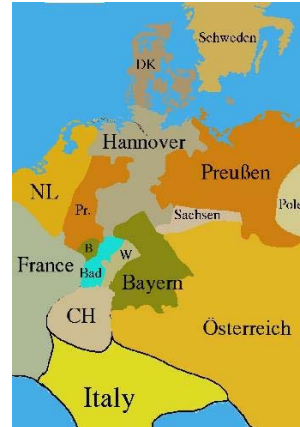 Schweden
DK
Hannover
NL
Preußen
Pr.
Sachsen
Pole
B
W
France
Bad
Bayern
CH
Österreich
Italy